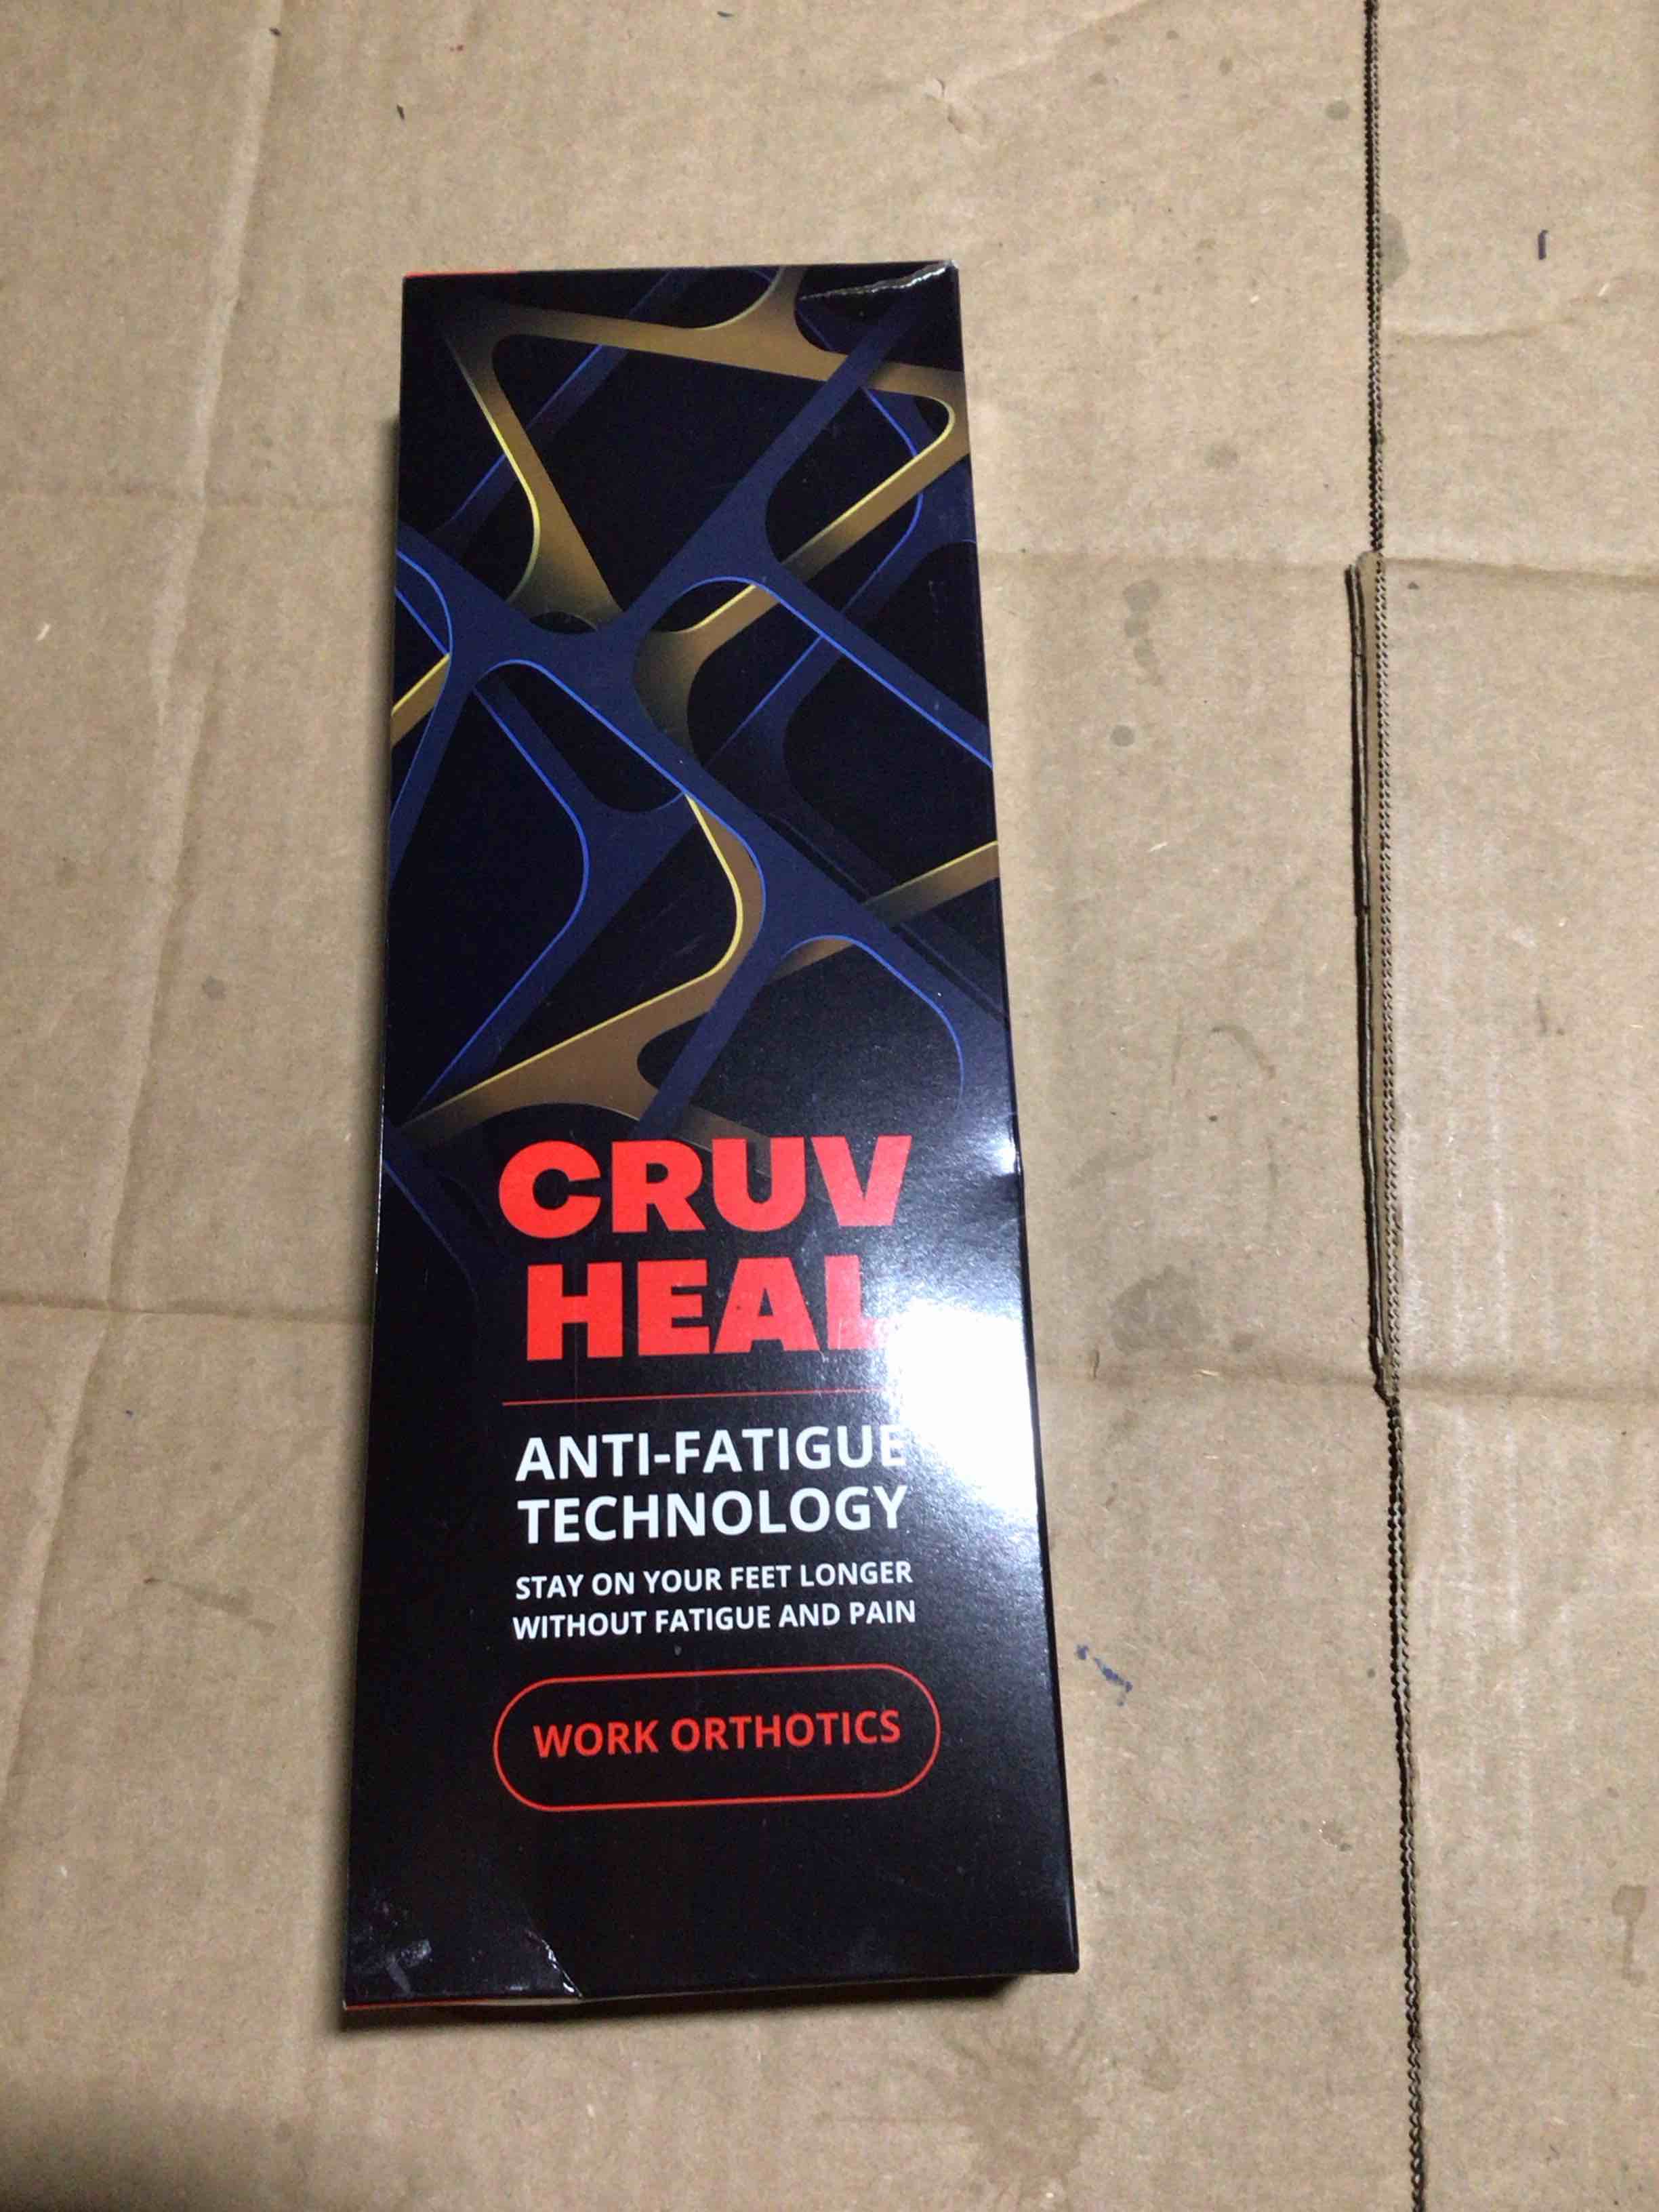 CRUV
HEAL
ANTI-FATIGUE
TECHNOLOGY
STAY ON YOUR FEET LONGER
WITHOUT FATIGUE AND PAIN
WORK ORTHOTICS